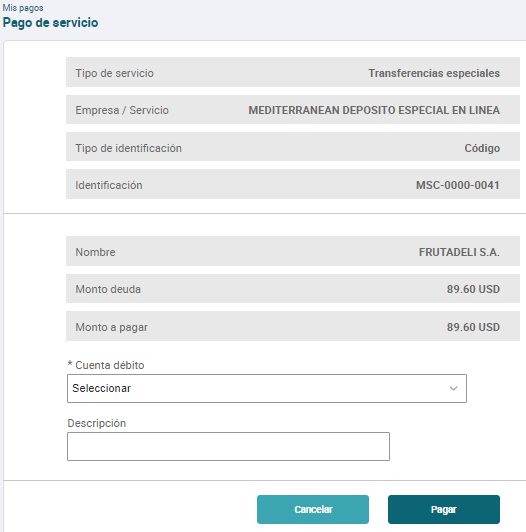 Mis pagos
Pago de servicio
Tipo de servicio Transferencias especiales
Empresa / Servicio MEDITERRANEAN DEPOSITO ESPECIAL EN LINEA
Tipo de identificación Código
Identificación MSC-0000-0041
Nombre FRUTADELI S.A.
Monto deuda 89.60 USD
Monto a pagar 89.60 USD
* Cuenta débito
Seleccionar
Descripción
Cancelar Pagar